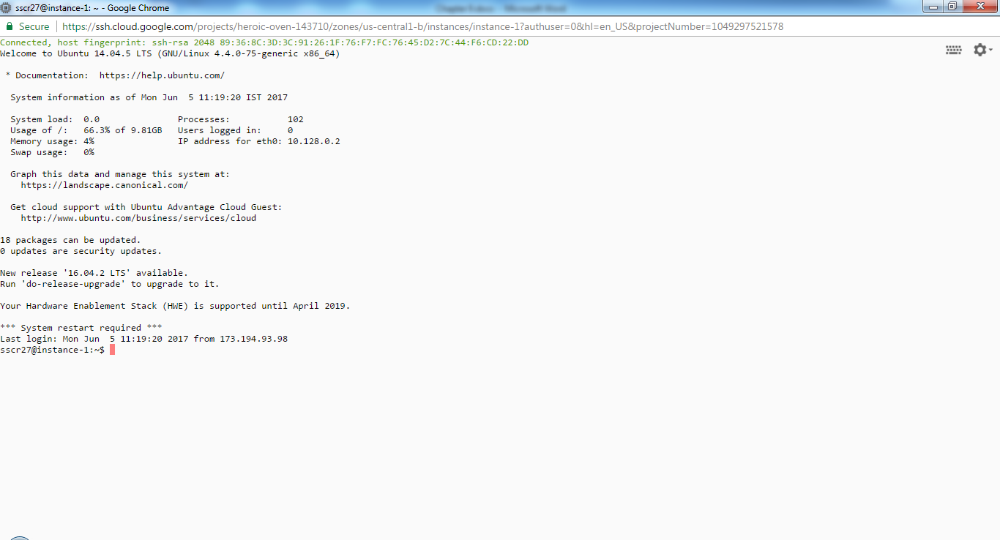 sscr27@instance-1: ~ - Google Chrome
Secure | https://ssh.cloud.google.com/projects/heroic-oven-143710/zones/us-central1-b/instances/instance-1?authuser=0&hl=en_US&projectNumber=1049297521578
Connected, host fingerprint: ssh-rsa 2048 89:36:8C:3D:3C:91:26:1F:76:F7:FC:76:45:D2:7C:44:F6:CD:22:DD
Welcome to Ubuntu 14.04.5 LTS (GNU/Linux 4.4.0-75-generic x86_64)
* Documentation:  https://help.ubuntu.com/
System information as of Mon Jun  5 11:19:20 IST 2017
System load:  0.0               Processes:           102
Usage of /:   66.3% of 9.81GB   Users logged in:     0
Memory usage: 4%                IP address for eth0: 10.128.0.2
Swap usage:   0%
Graph this data and manage this system at:
https://landscape.canonical.com/
Get cloud support with Ubuntu Advantage Cloud Guest:
http://www.ubuntu.com/business/services/cloud
18 packages can be updated.
0 updates are security updates.
New release '16.04.2 LTS' available.
Run 'do-release-upgrade' to upgrade to it.
Your Hardware Enablement Stack (HWE) is supported until April 2019.
*** System restart required ***
Last login: Mon Jun  5 11:19:20 2017 from 173.194.93.98
sscr27@instance-1:~$